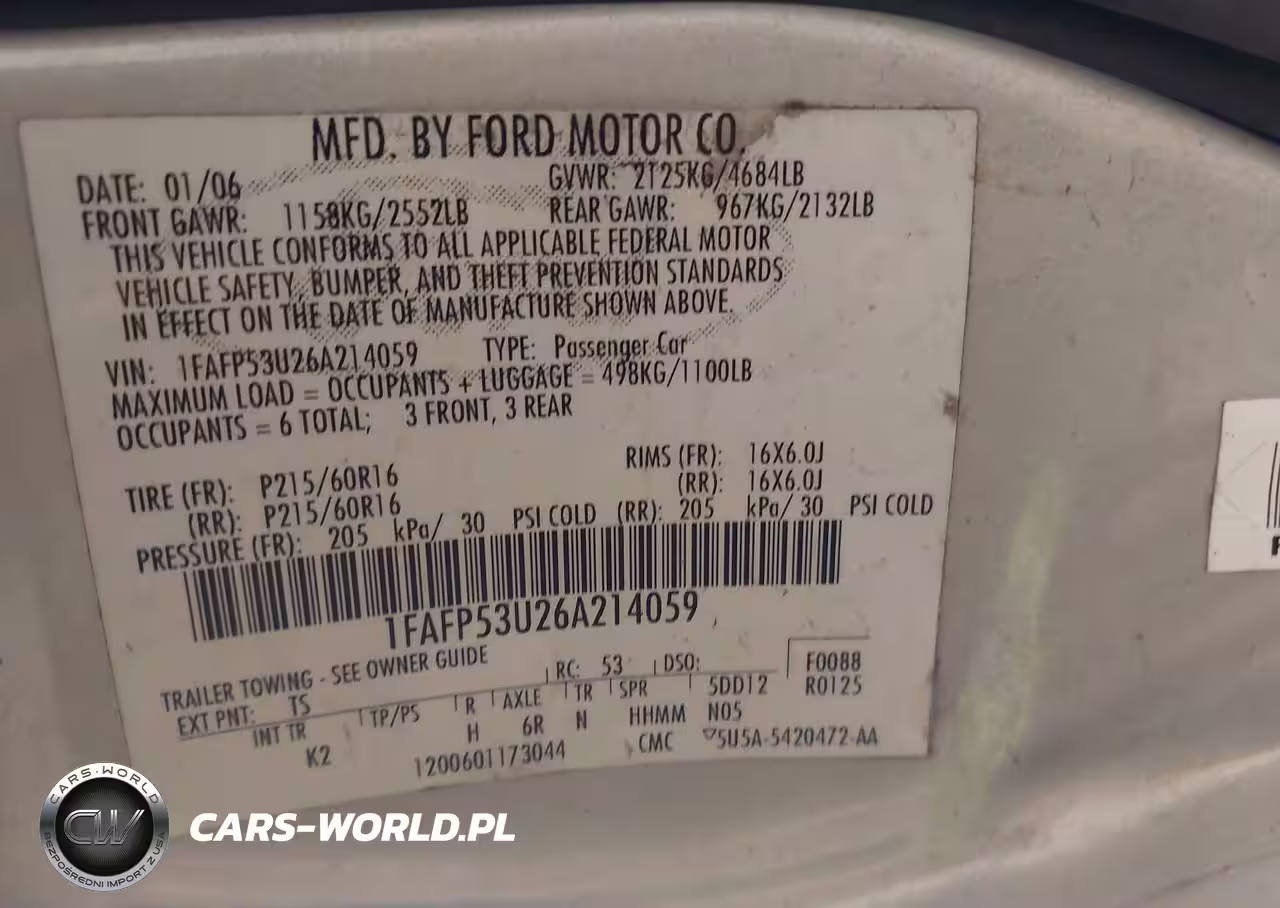 MFD. BY FORD MOTOR CO.
DATE: 01/06 GVWR: 2125KG/4684LB
FRONT GAWR: 1158KG/2552LB REAR GAWR: 967KG/2132LB
THIS VEHICLE CONFORMS TO ALL APPLICABLE FEDERAL MOTOR
VEHICLE SAFETY, BUMPER, AND THEFT PREVENTION STANDARDS
IN EFFECT ON THE DATE OF MANUFACTURE SHOWN ABOVE.
VIN: 1FAFP53U26A214059 TYPE: Passenger Car
MAXIMUM LOAD = OCCUPANTS + LUGGAGE = 498KG/1100LB
OCCUPANTS = 6 TOTAL; 3 FRONT, 3 REAR
TIRE (FR): P215/60R16 RIMS (FR): 16X6.0J
(RR): P215/60R16 (RR): 16X6.0J
PRESSURE (FR): 205 kPa/ 30 PSI COLD (RR): 205 kPa/ 30 PSI COLD
1FAFP53U26A214059
TRAILER TOWING - SEE OWNER GUIDE RC: 53 DSO: F0088
EXT PNT: TS R0125
INT TR TP/PS R AXLE TR SPR 5DD12
K2 H 6R N HHMM N05
1200601173044 CMC 5U5A-5420472-AA
CARS-WORLD
CW
BEZPOŚREDNI IMPORT Z USA
CARS-WORLD.PL